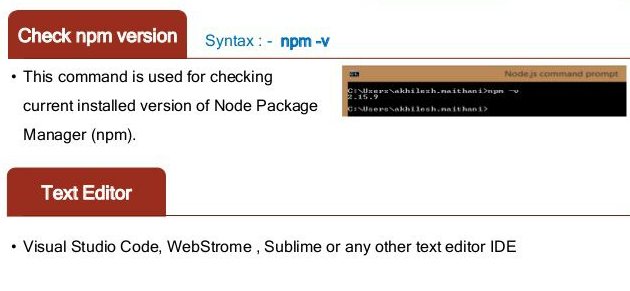 Check npm version
Syntax : - npm -v
• This command is used for checking
current installed version of Node Package
Manager (npm).
Node.js command prompt
C:\Users\akhilesh.maithani>npm -v
2.15.9
C:\Users\akhilesh.maithani>
Text Editor
• Visual Studio Code, WebStrome , Sublime or any other text editor IDE